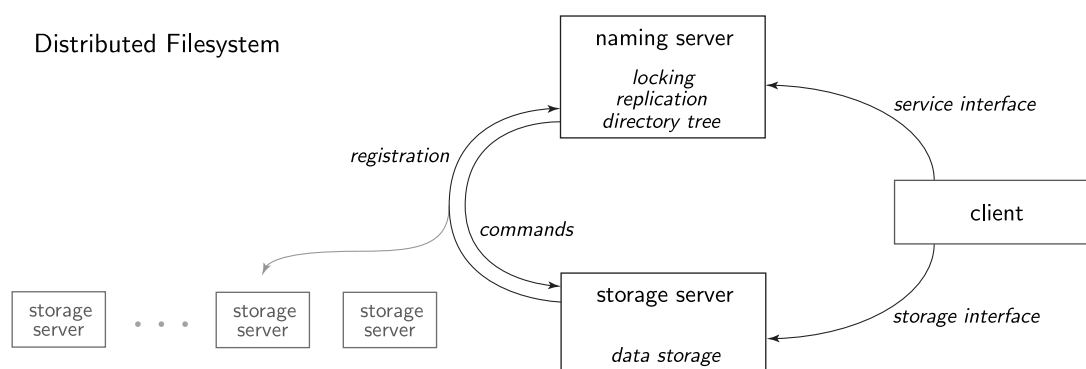 Distributed Filesystem
naming server
locking
replication
directory tree
service interface
registration
client
commands
storage server
storage
server
. . .
storage
server
storage
server
storage interface
data storage